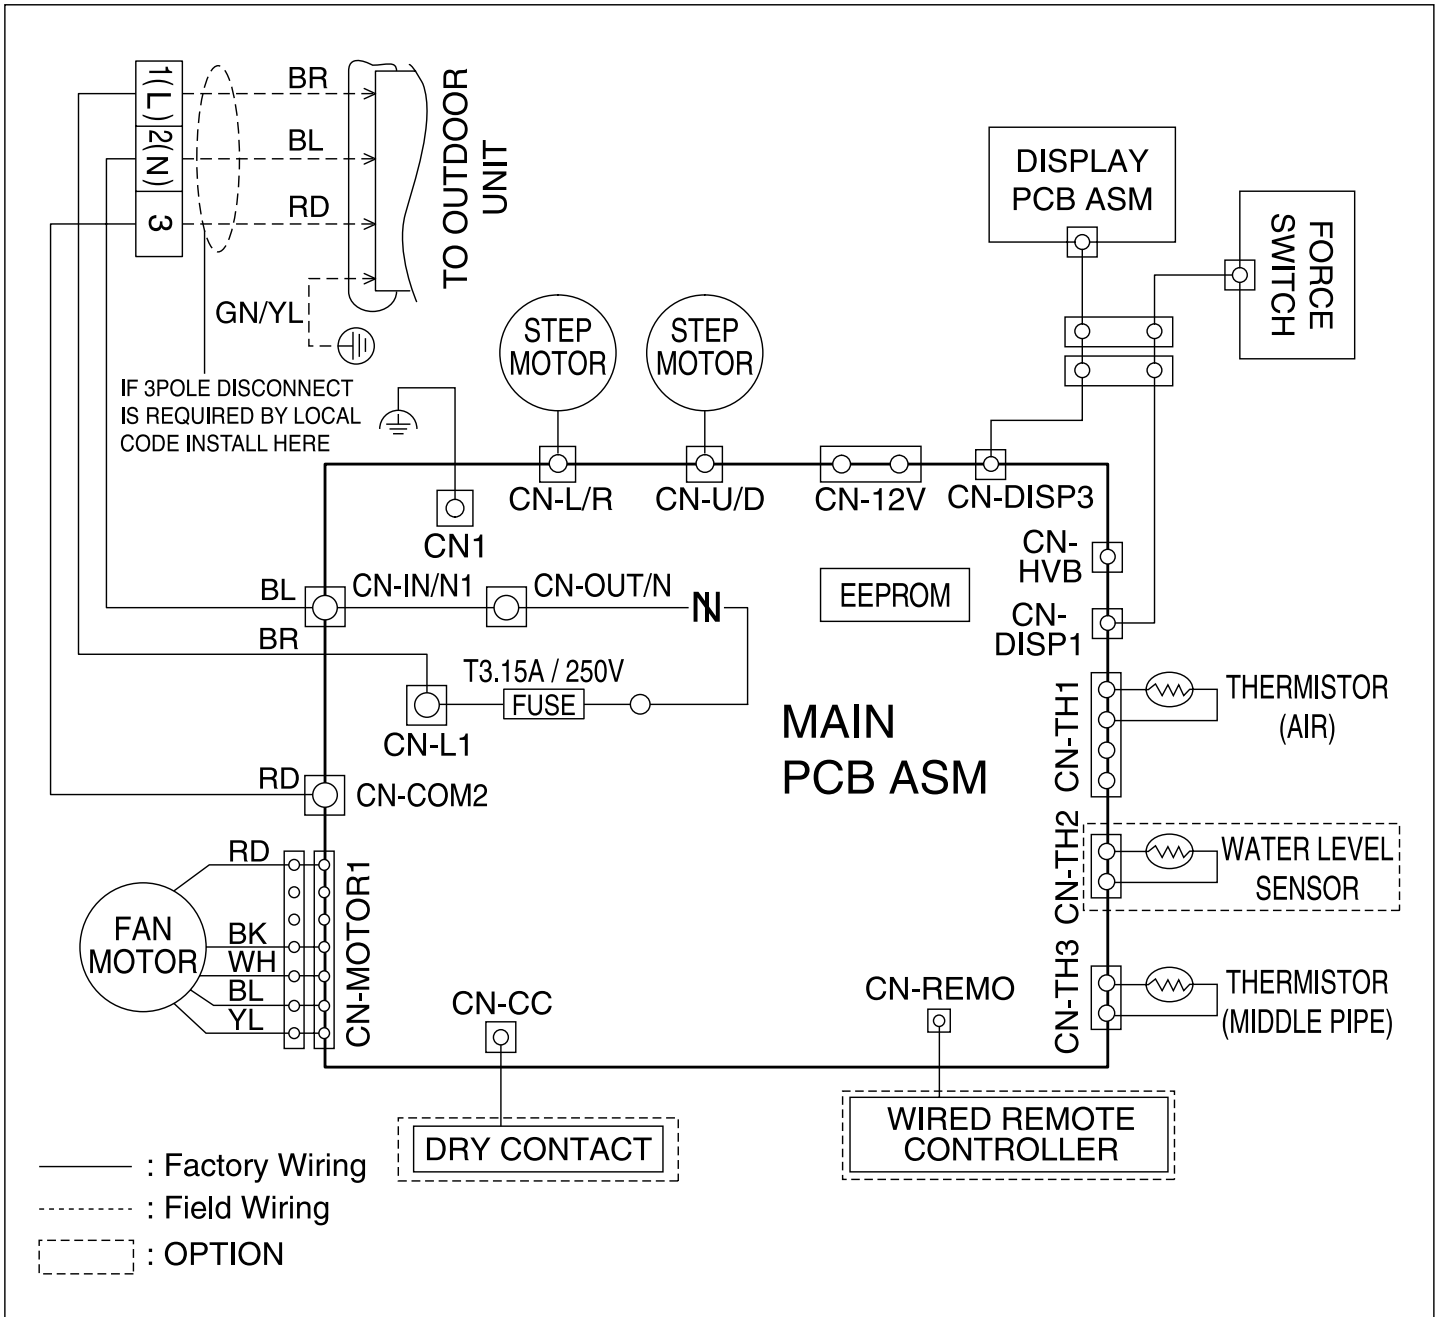 1(L)
2(N)
3
BR
BL
RD
GN/YL
TO OUTDOOR
UNIT
IF 3POLE DISCONNECT
IS REQUIRED BY LOCAL
CODE INSTALL HERE
STEP
MOTOR
STEP
MOTOR
DISPLAY
PCB ASM
FORCE
SWITCH
CN-L/R
CN-U/D
CN-12V
CN-DISP3
CN1
CN-
HVB
CN-
DISP1
BL
CN-IN/N1
CN-OUT/N
EEPROM
BR
T3.15A / 250V
FUSE
CN-L1
MAIN
PCB ASM
CN-TH1
THERMISTOR
(AIR)
RD
CN-COM2
CN-TH2
WATER LEVEL
SENSOR
FAN
MOTOR
RD
BK
WH
BL
YL
CN-MOTOR1
CN-TH3
THERMISTOR
(MIDDLE PIPE)
CN-CC
CN-REMO
DRY CONTACT
WIRED REMOTE
CONTROLLER
: Factory Wiring
: Field Wiring
: OPTION